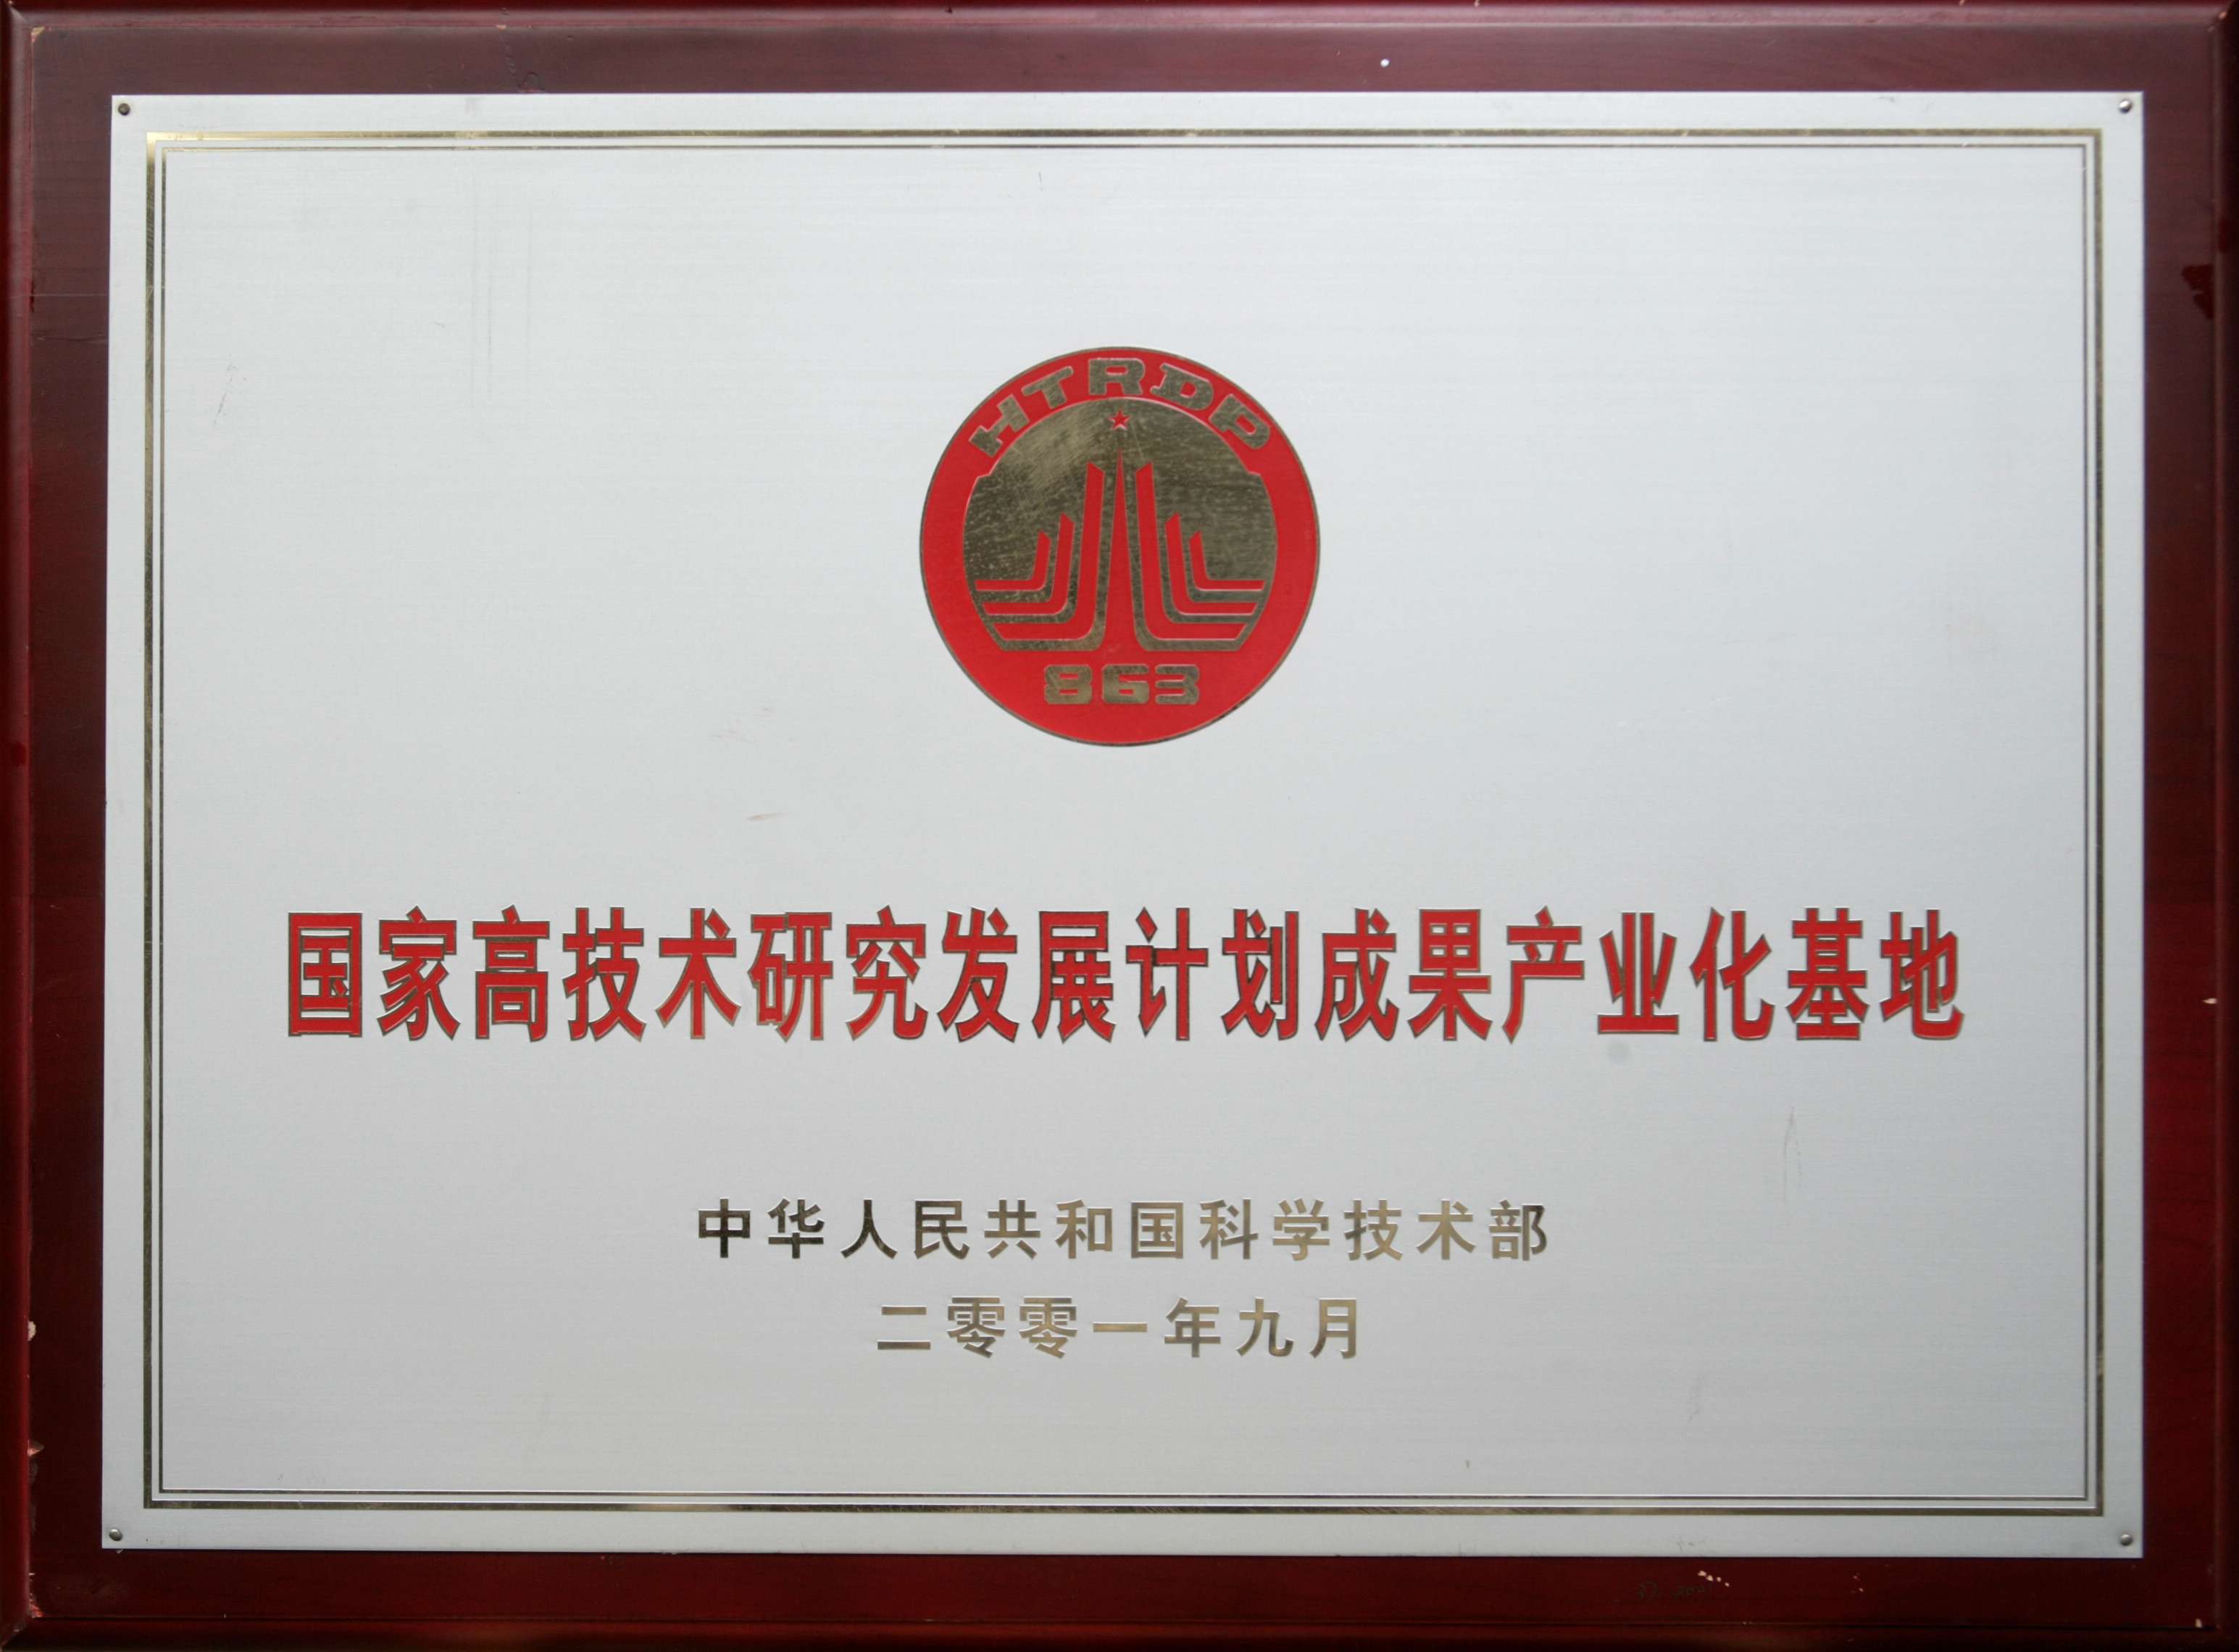 HTRDP
863
国家高技术研究发展计划成果产业化基地
中华人民共和国科学技术部
二零零一年九月